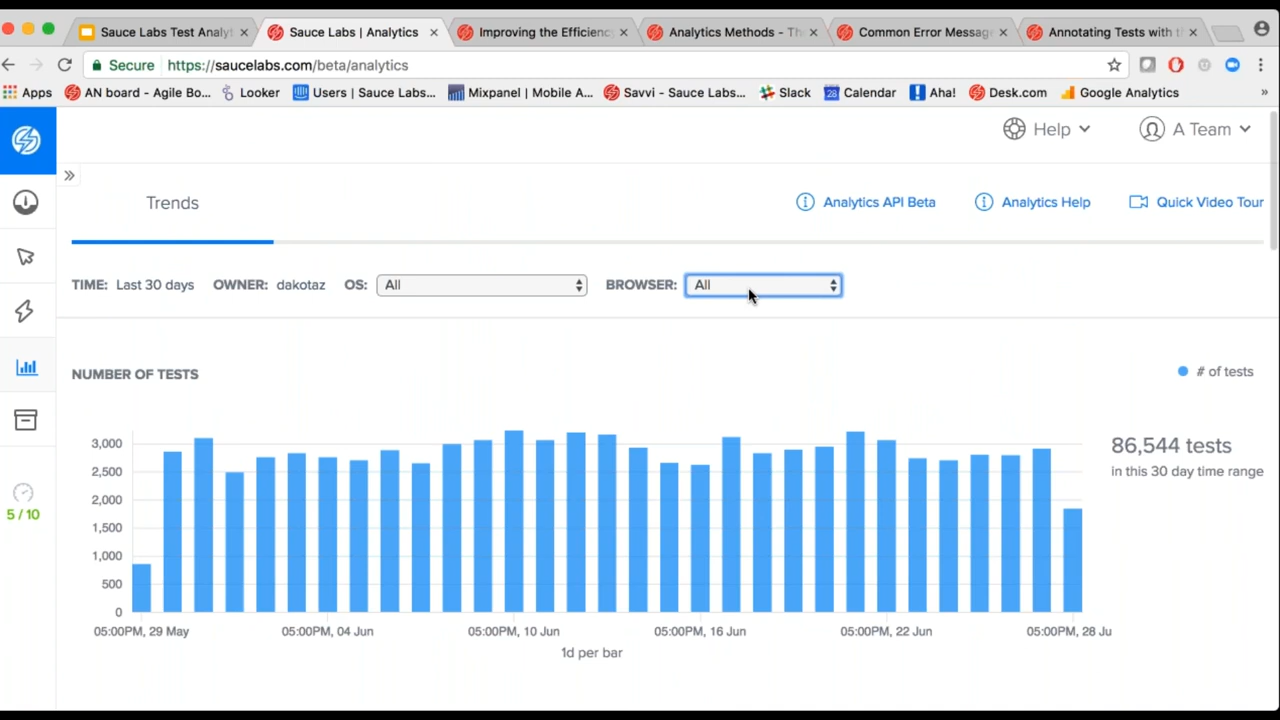 Sauce Labs Test Analyt
Sauce Labs | Analytics
Improving the Efficienc
Analytics Methods - Th
Common Error Message
Annotating Tests with t
Secure https://saucelabs.com/beta/analytics
Apps AN board - Agile Bo... Looker Users | Sauce Labs... Mixpanel | Mobile A... Savvi - Sauce Labs... Slack 28 Calendar Aha! Desk.com Google Analytics »
Help A Team
»
Trends Analytics API Beta Analytics Help Quick Video Tour
TIME: Last 30 days OWNER: dakotaz OS: All BROWSER: All
NUMBER OF TESTS # of tests
3,000
2,500
2,000
1,500
1,000
500
0
86,544 tests
in this 30 day time range
5 / 10
05:00PM, 29 May 05:00PM, 04 Jun 05:00PM, 10 Jun 05:00PM, 16 Jun 05:00PM, 22 Jun 05:00PM, 28 Ju
1d per bar